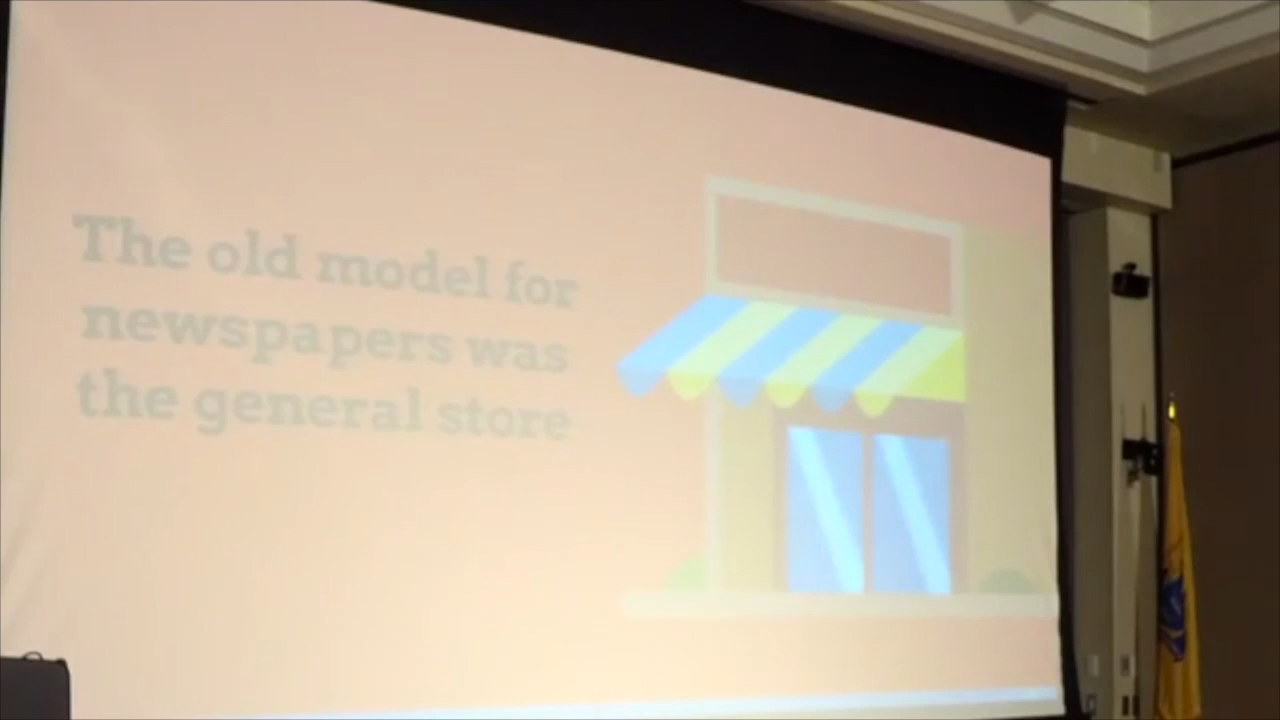 The old model for
newspapers was
the general store